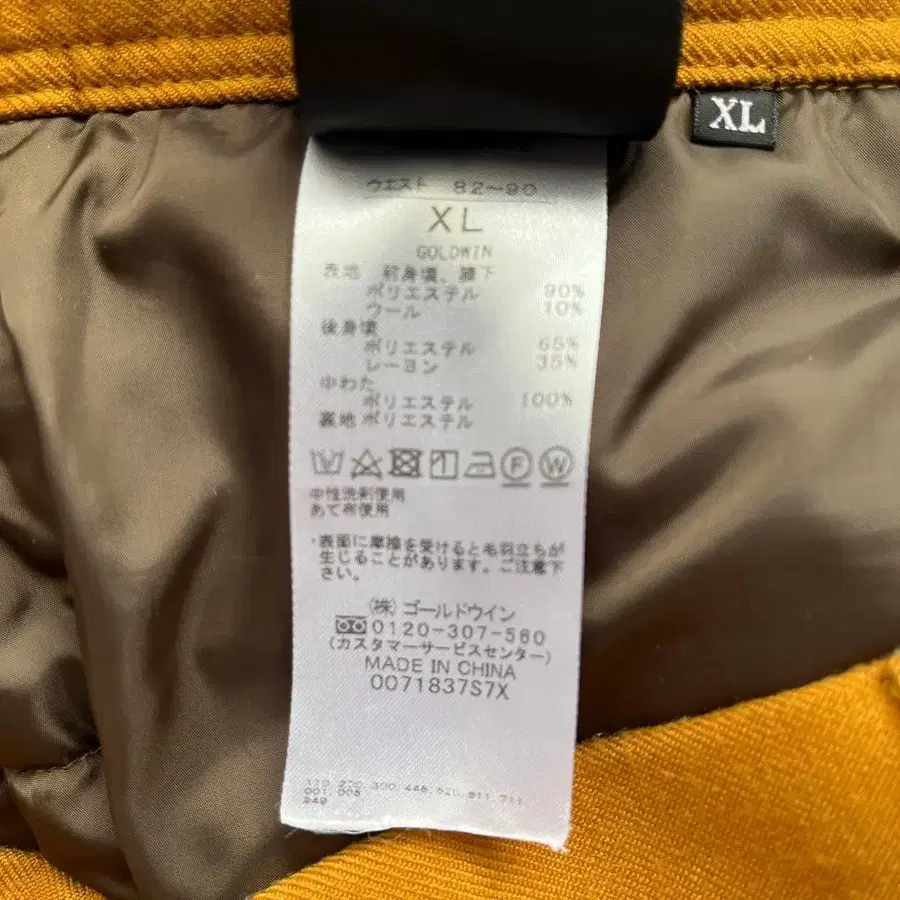 XL
ウエスト 82~90
XL
GOLDWIN
表地 前身頃、膝下
ポリエステル 90%
ウール 10%
後身頃
ポリエステル 65%
レーヨン 35%
中わた
ポリエステル 100%
裏地 ポリエステル
F W
中性洗剤使用
あて布使用
・表面に摩擦を受けると毛羽立ちが
生じることがあります。ご注意下
さい。
(株)ゴールドウイン
0120-307-560
(カスタマーサービスセンター)
MADE IN CHINA
0071837S7X